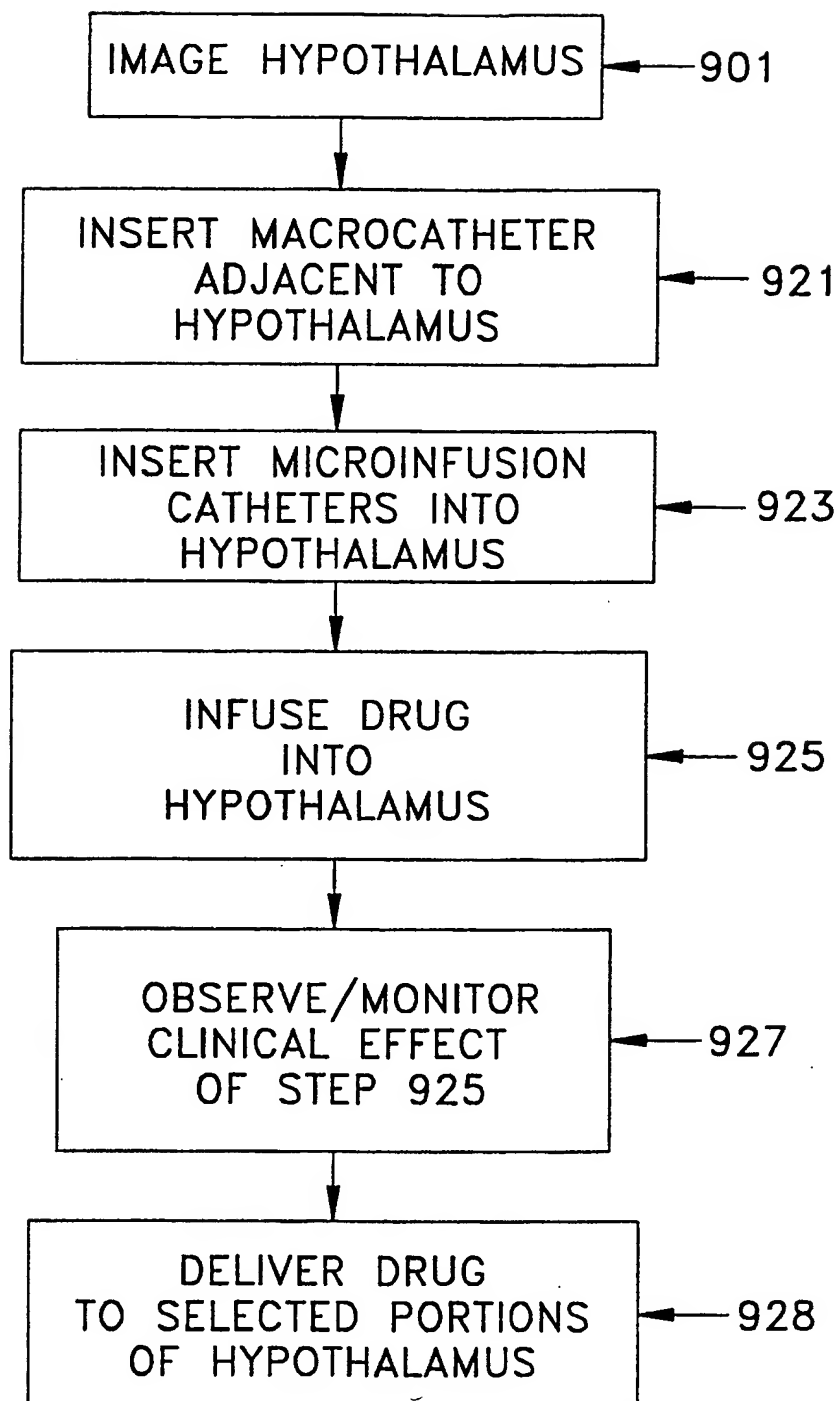 IMAGE HYPOTHALAMUS
901
INSERT MACROCATHETER
ADJACENT TO
HYPOTHALAMUS
921
INSERT MICROINFUSION
CATHETERS INTO
HYPOTHALAMUS
923
INFUSE DRUG
INTO
HYPOTHALAMUS
925
OBSERVE/MONITOR
CLINICAL EFFECT
OF STEP 925
927
DELIVER DRUG
TO SELECTED PORTIONS
OF HYPOTHALAMUS
928